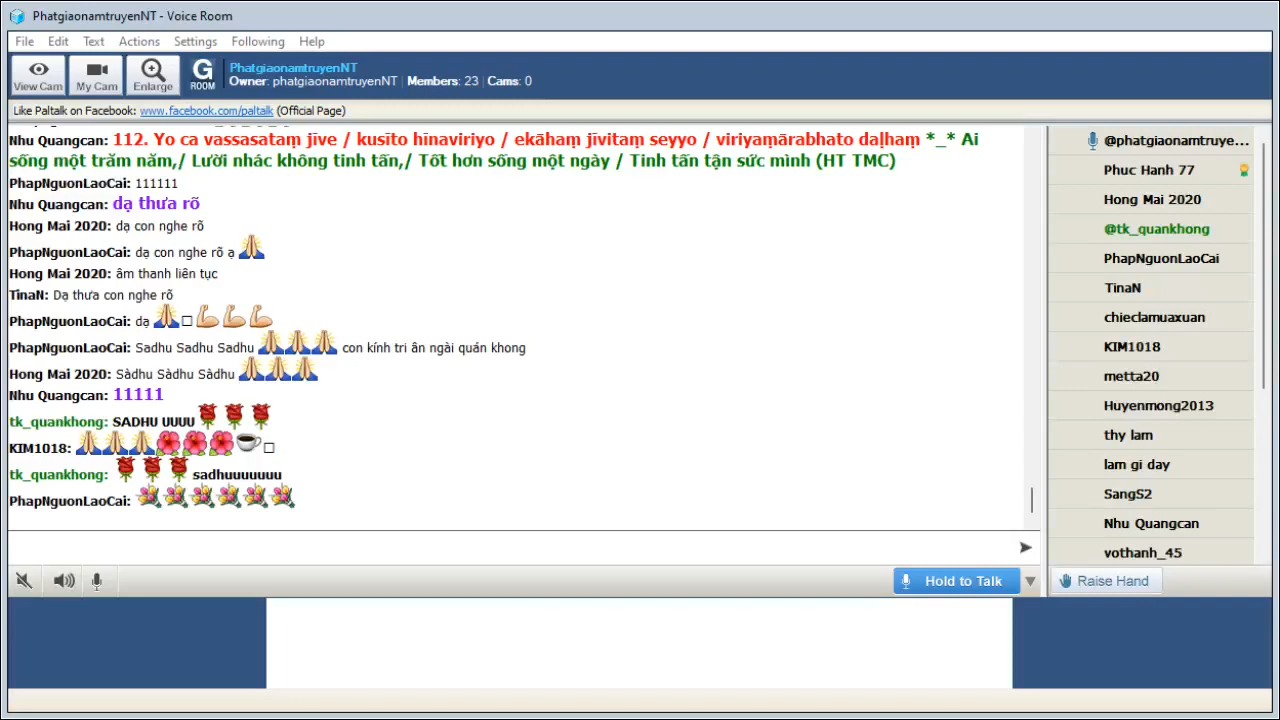 PhatgiaonamtruyenNT - Voice Room
File Edit Text Actions Settings Following Help
View Cam My Cam Enlarge G ROOM
PhatgiaonamtruyenNT
Owner: phatgiaonamtruyenNT | Members: 23 | Cams: 0
Like Paltalk on Facebook: www.facebook.com/paltalk (Official Page)
Nhu Quangcan: 112. Yo ca vassasataṃ jīve / kusīto hīnaviriyo / ekāhaṃ jīvitaṃ seyyo / viriyamārabhato daḷhaṃ *_* Ai
sống một trăm năm,/ Lười nhác không tinh tấn,/ Tốt hơn sống một ngày / Tinh tấn tận sức mình (HT TMC)
PhapNguonLaoCai: 111111
Nhu Quangcan: dạ thưa rõ
Hong Mai 2020: dạ con nghe rõ
PhapNguonLaoCai: dạ con nghe rõ ạ
Hong Mai 2020: âm thanh liên tục
TinaN: Dạ thưa con nghe rõ
PhapNguonLaoCai: dạ
PhapNguonLaoCai: Sadhu Sadhu Sadhu con kính tri ân ngài quán khong
Hong Mai 2020: Sàdhu Sàdhu Sàdhu
Nhu Quangcan: 11111
tk_quankhong: SADHU UUUU
KIM1018:
tk_quankhong: sadhuuuuuuu
PhapNguonLaoCai:
Hold to Talk
@phatgiaonamtruye...
Phuc Hanh 77
Hong Mai 2020
@tk_quankhong
PhapNguonLaoCai
TinaN
chieclamuaxuan
KIM1018
metta20
Huyenmong2013
thy lam
lam gi day
SangS2
Nhu Quangcan
vothanh_45
Raise Hand